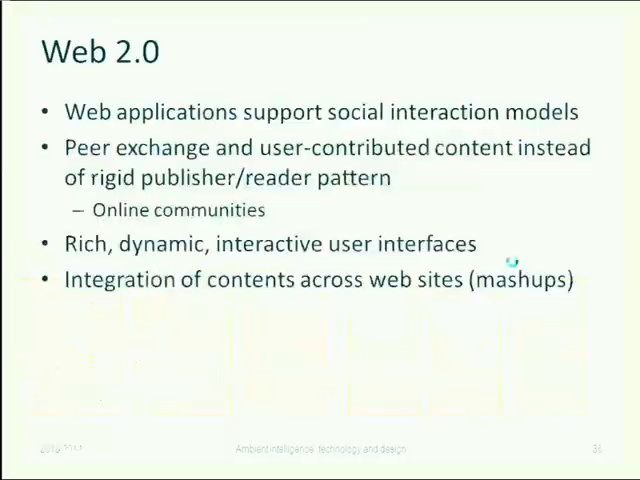 Web 2.0
• Web applications support social interaction models
• Peer exchange and user-contributed content instead
of rigid publisher/reader pattern
– Online communities
• Rich, dynamic, interactive user interfaces
• Integration of contents across web sites (mashups)
Ambient intelligence: technology and design